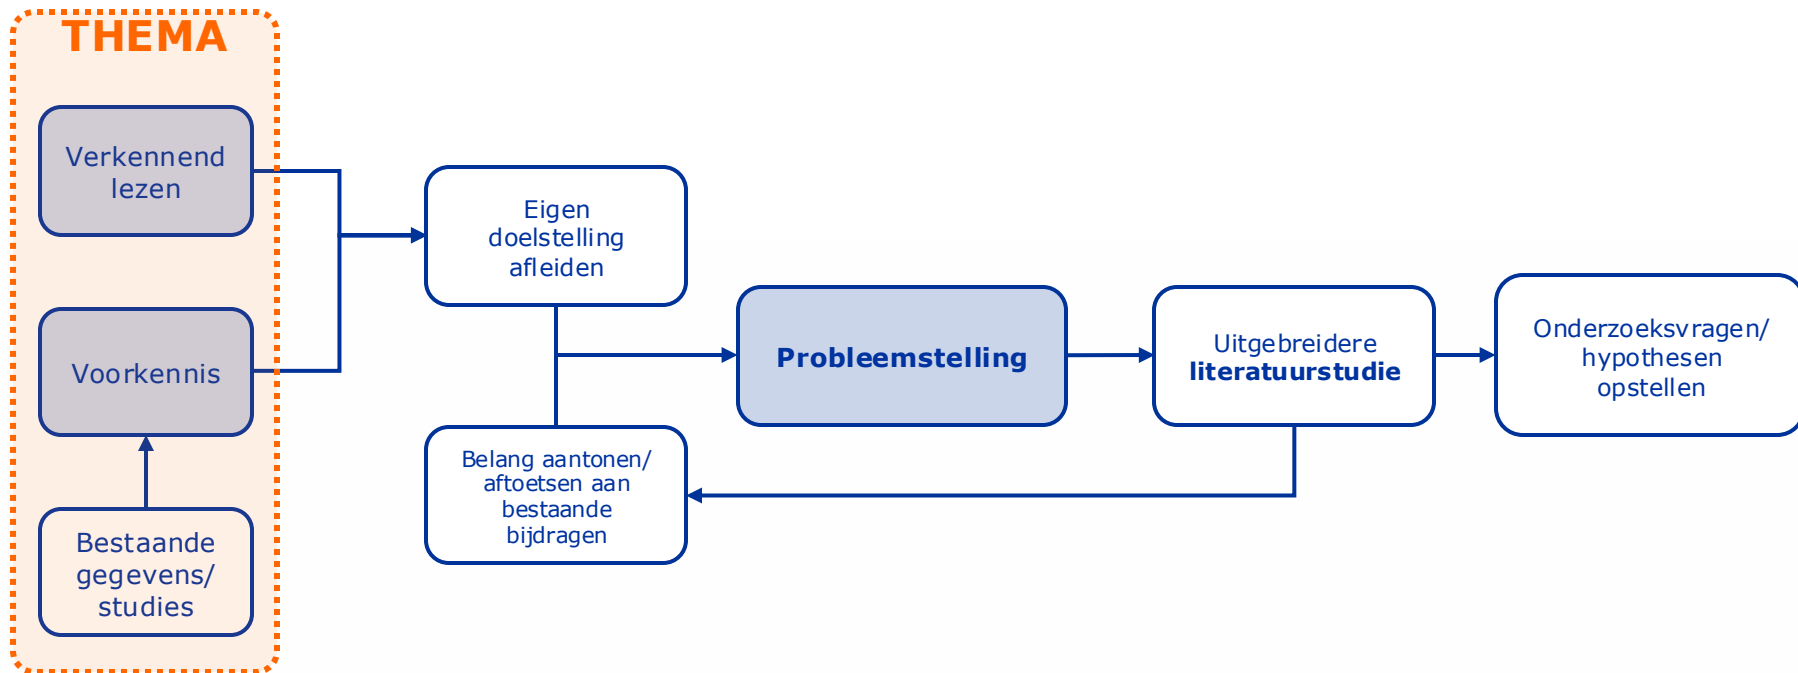 THEMA
Verkennend
lezen
Voorkennis
Bestaande
gegevens/
studies
Eigen
doelstelling
afleiden
Belang aantonen/
aftoetsen aan
bestaande
bijdragen
Probleemstelling
Uitgebreidere
literatuurstudie
Onderzoeksvragen/
hypothesen
opstellen